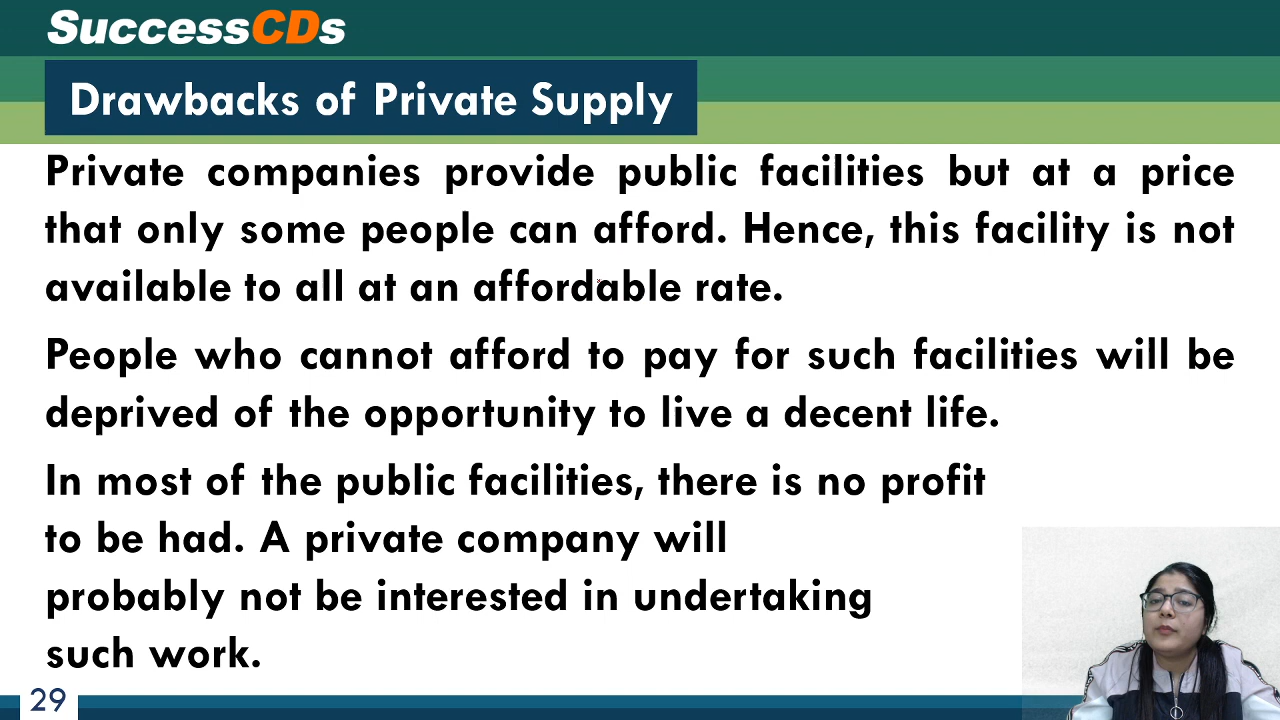 SuccessCDs
Drawbacks of Private Supply
Private companies provide public facilities but at a price
that only some people can afford. Hence, this facility is not
available to all at an affordable rate.
People who cannot afford to pay for such facilities will be
deprived of the opportunity to live a decent life.
In most of the public facilities, there is no profit
to be had. A private company will
probably not be interested in undertaking
such work.
29